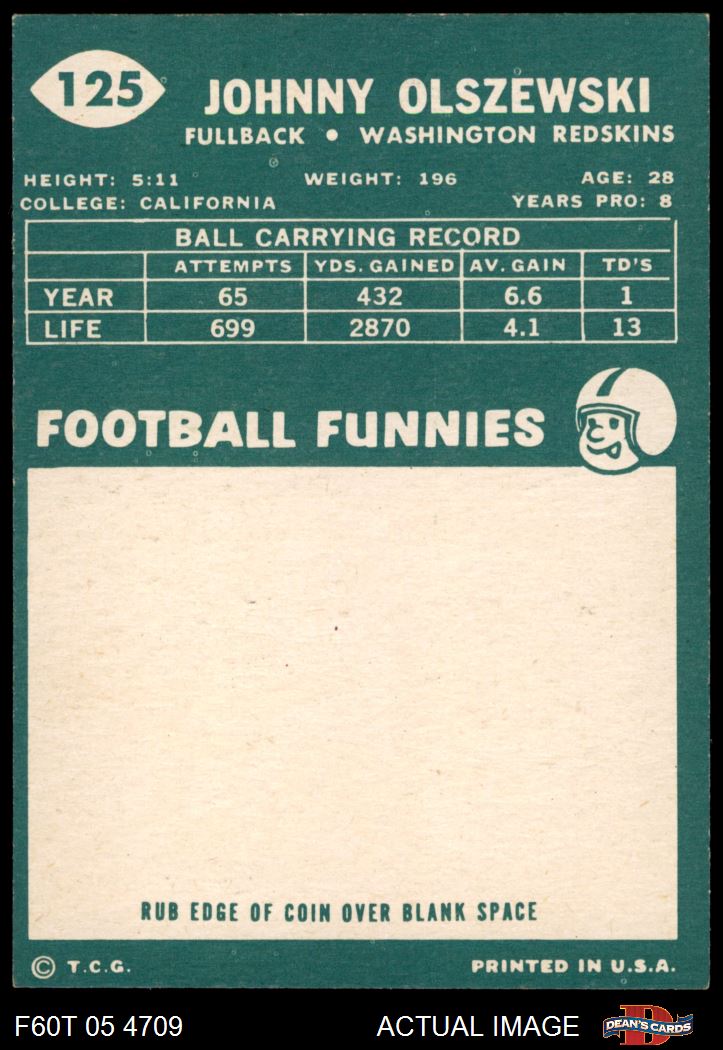 125
JOHNNY OLSZEWSKI
FULLBACK • WASHINGTON REDSKINS
HEIGHT: 5:11 WEIGHT: 196 AGE: 28
COLLEGE: CALIFORNIA YEARS PRO: 8
BALL CARRYING RECORD
ATTEMPTS YDS. GAINED AV. GAIN TD'S
YEAR 65 432 6.6 1
LIFE 699 2870 4.1 13
FOOTBALL FUNNIES
RUB EDGE OF COIN OVER BLANK SPACE
© T.C.G. PRINTED IN U.S.A.
F60T 05 4709 ACTUAL IMAGE D DEAN'S CARDS